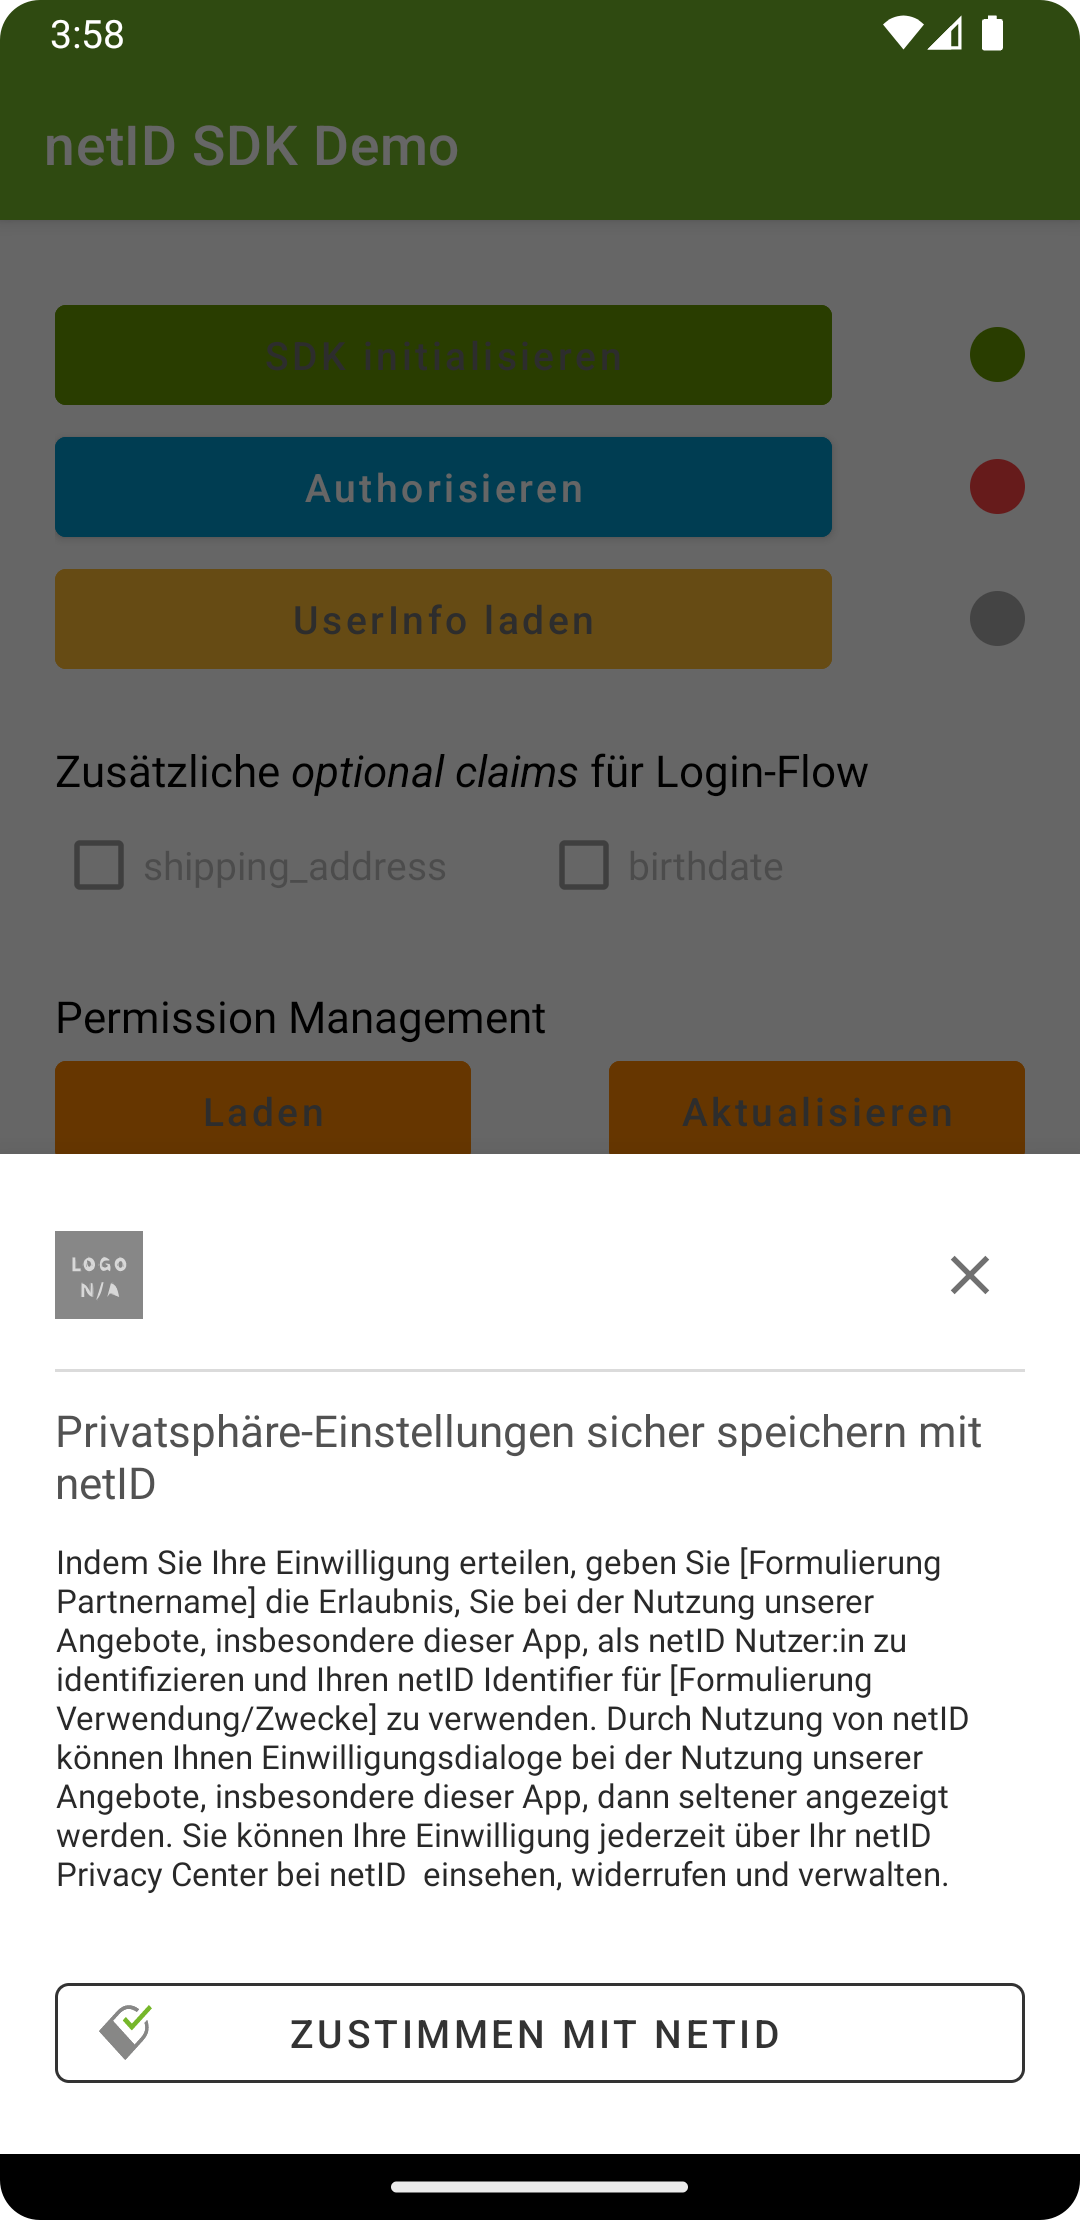 3:58
netID SDK Demo
SDK initialisieren
Authorisieren
UserInfo laden
Zusätzliche optional claims für Login-Flow
shipping_address birthdate
Permission Management
Laden Aktualisieren
LOGO
N/A
Privatsphäre-Einstellungen sicher speichern mit
netID
Indem Sie Ihre Einwilligung erteilen, geben Sie [Formulierung
Partnername] die Erlaubnis, Sie bei der Nutzung unserer
Angebote, insbesondere dieser App, als netID Nutzer:in zu
identifizieren und Ihren netID Identifier für [Formulierung
Verwendung/Zwecke] zu verwenden. Durch Nutzung von netID
können Ihnen Einwilligungsdialoge bei der Nutzung unserer
Angebote, insbesondere dieser App, dann seltener angezeigt
werden. Sie können Ihre Einwilligung jederzeit über Ihr netID
Privacy Center bei netID  einsehen, widerrufen und verwalten.
ZUSTIMMEN MIT NETID